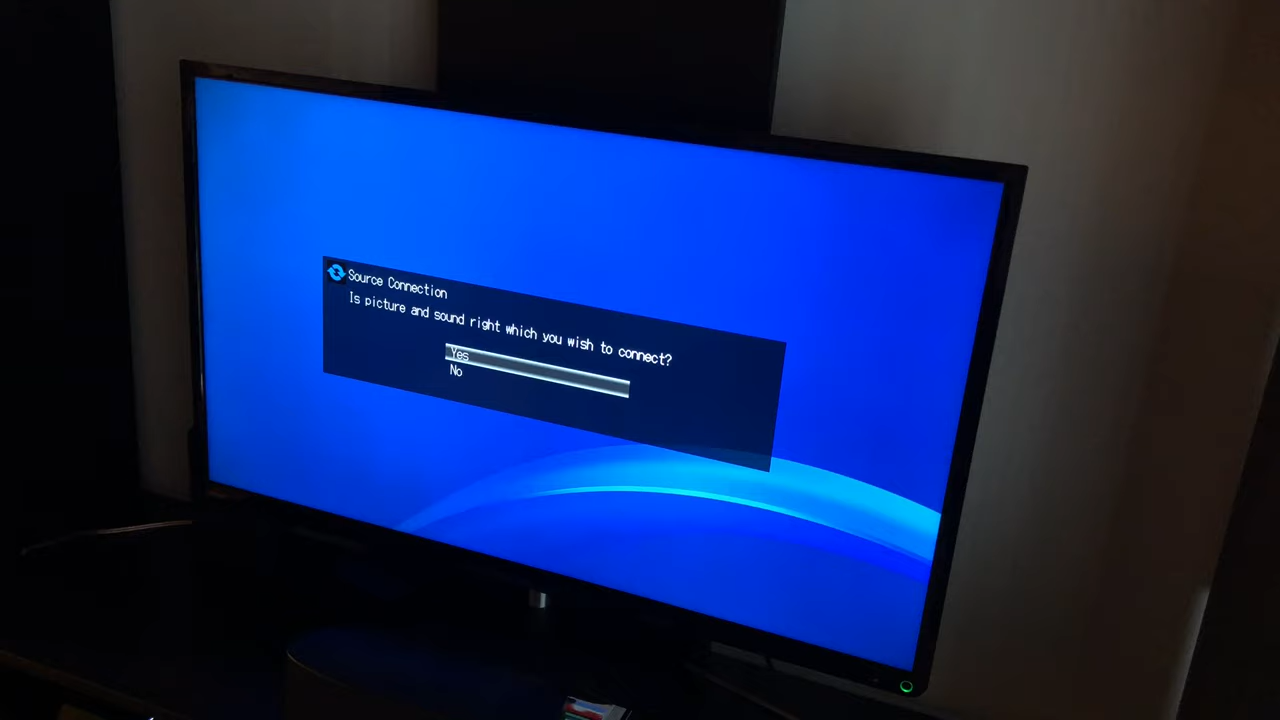 Source Connection
Is picture and sound right which you wish to connect?
Yes
No